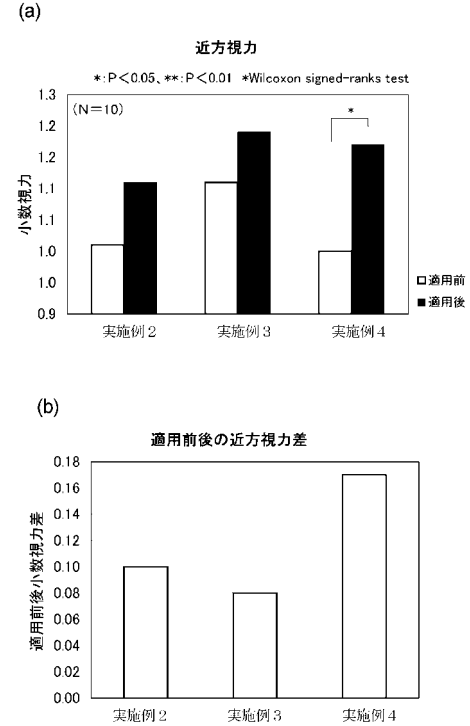 (a)
近方視力
*:P<0.05、**:P<0.01 *Wilcoxon signed-ranks test
(N=10)
小数視力
1.3
1.2
1.2
1.1
1.1
1.0
1.0
0.9
*
□適用前
■適用後
実施例2 実施例3 実施例4
(b)
適用前後の近方視力差
適用前後小数視力差
0.18
0.16
0.14
0.12
0.10
0.08
0.06
0.04
0.02
0.00
実施例2 実施例3 実施例4